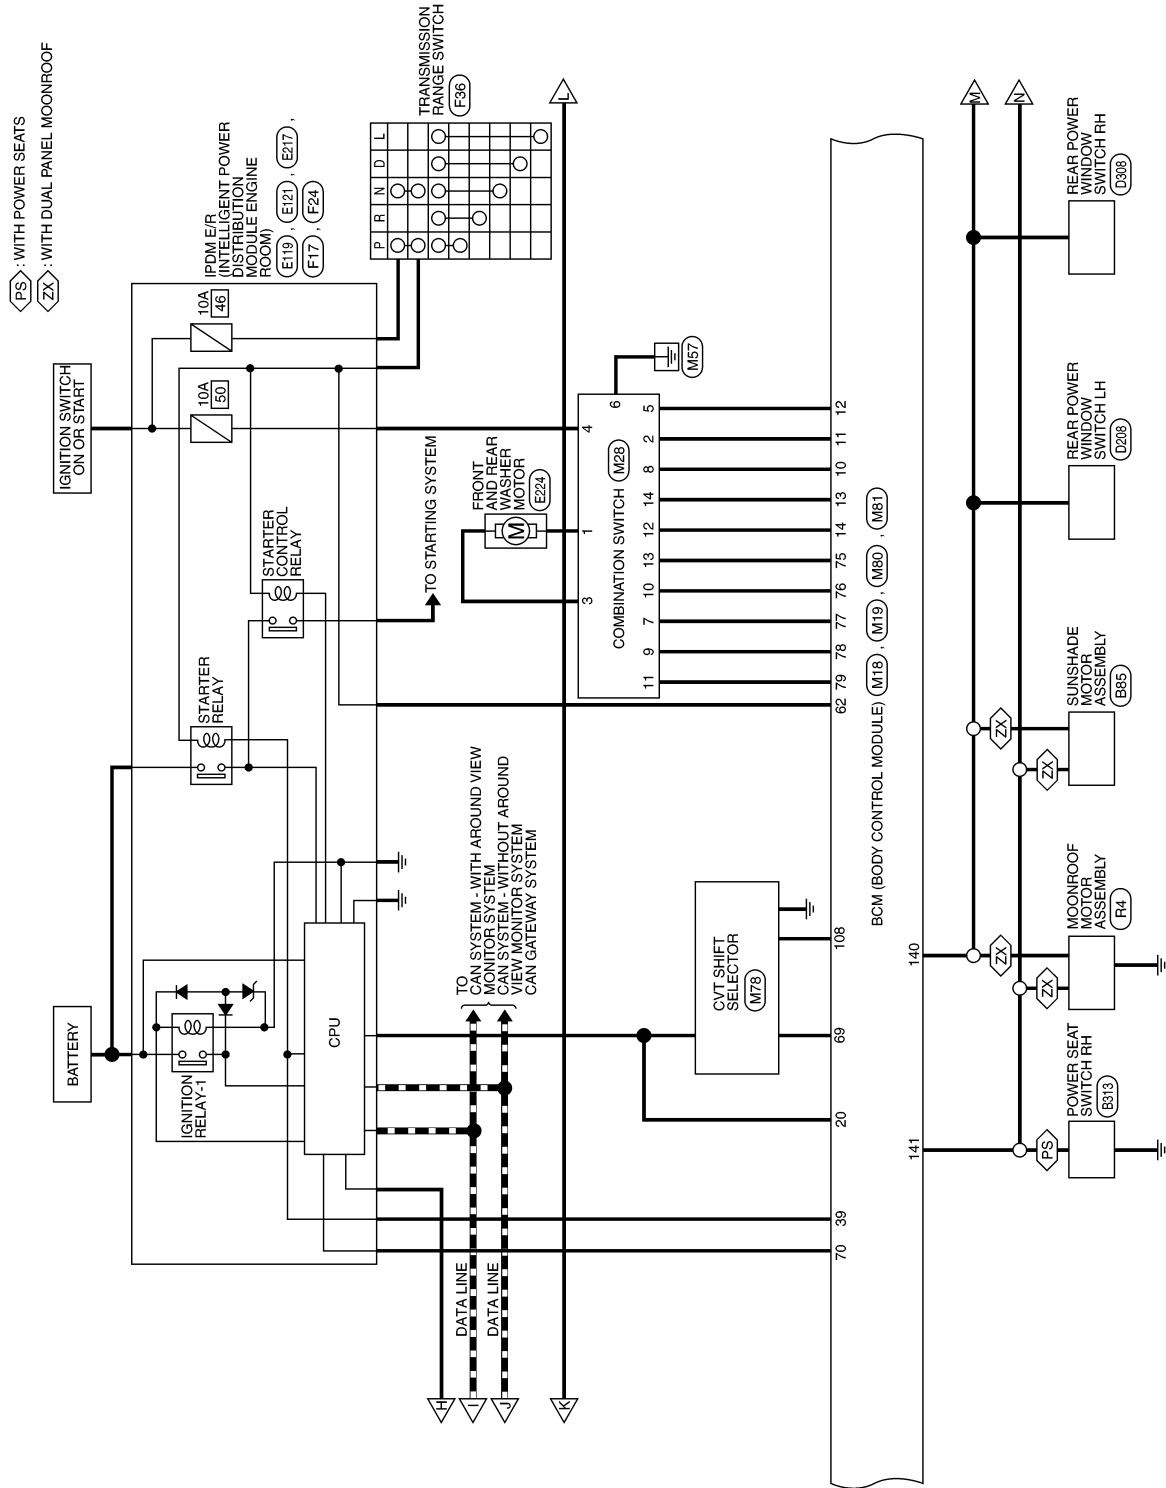 PS : WITH POWER SEATS
ZX : WITH DUAL PANEL MOONROOF
BATTERY
IGNITION SWITCH
ON OR START
IGNITION
RELAY-1
CPU
STARTER
RELAY
STARTER
CONTROL
RELAY
10A
50
10A
46
IPDM E/R
(INTELLIGENT POWER
DISTRIBUTION
MODULE ENGINE
ROOM)
E119 , E121 , E217 ,
F17 , F24
P R N D L
TRANSMISSION
RANGE SWITCH
F36
H
DATA LINE
I
DATA LINE
J
TO
CAN SYSTEM - WITH AROUND VIEW
MONITOR SYSTEM
CAN SYSTEM - WITHOUT AROUND
VIEW MONITOR SYSTEM
CAN GATEWAY SYSTEM
TO STARTING SYSTEM
FRONT
AND REAR
WASHER
MOTOR
E224
M
K
L
3 1 4
COMBINATION SWITCH M28
6
M57
11 9 7 10 13 12 14 8 2 5
CVT SHIFT
SELECTOR
M78
70 39 20 69 108 62 79 78 77 76 75 14 13 10 11 12
BCM (BODY CONTROL MODULE) M18 , M19 , M80 , M81
141 140
M
N
PS
ZX
ZX
ZX
ZX
POWER SEAT
SWITCH RH
B313
MOONROOF
MOTOR
ASSEMBLY
R4
SUNSHADE
MOTOR
ASSEMBLY
B85
REAR POWER
WINDOW
SWITCH LH
D208
REAR POWER
WINDOW
SWITCH RH
D308